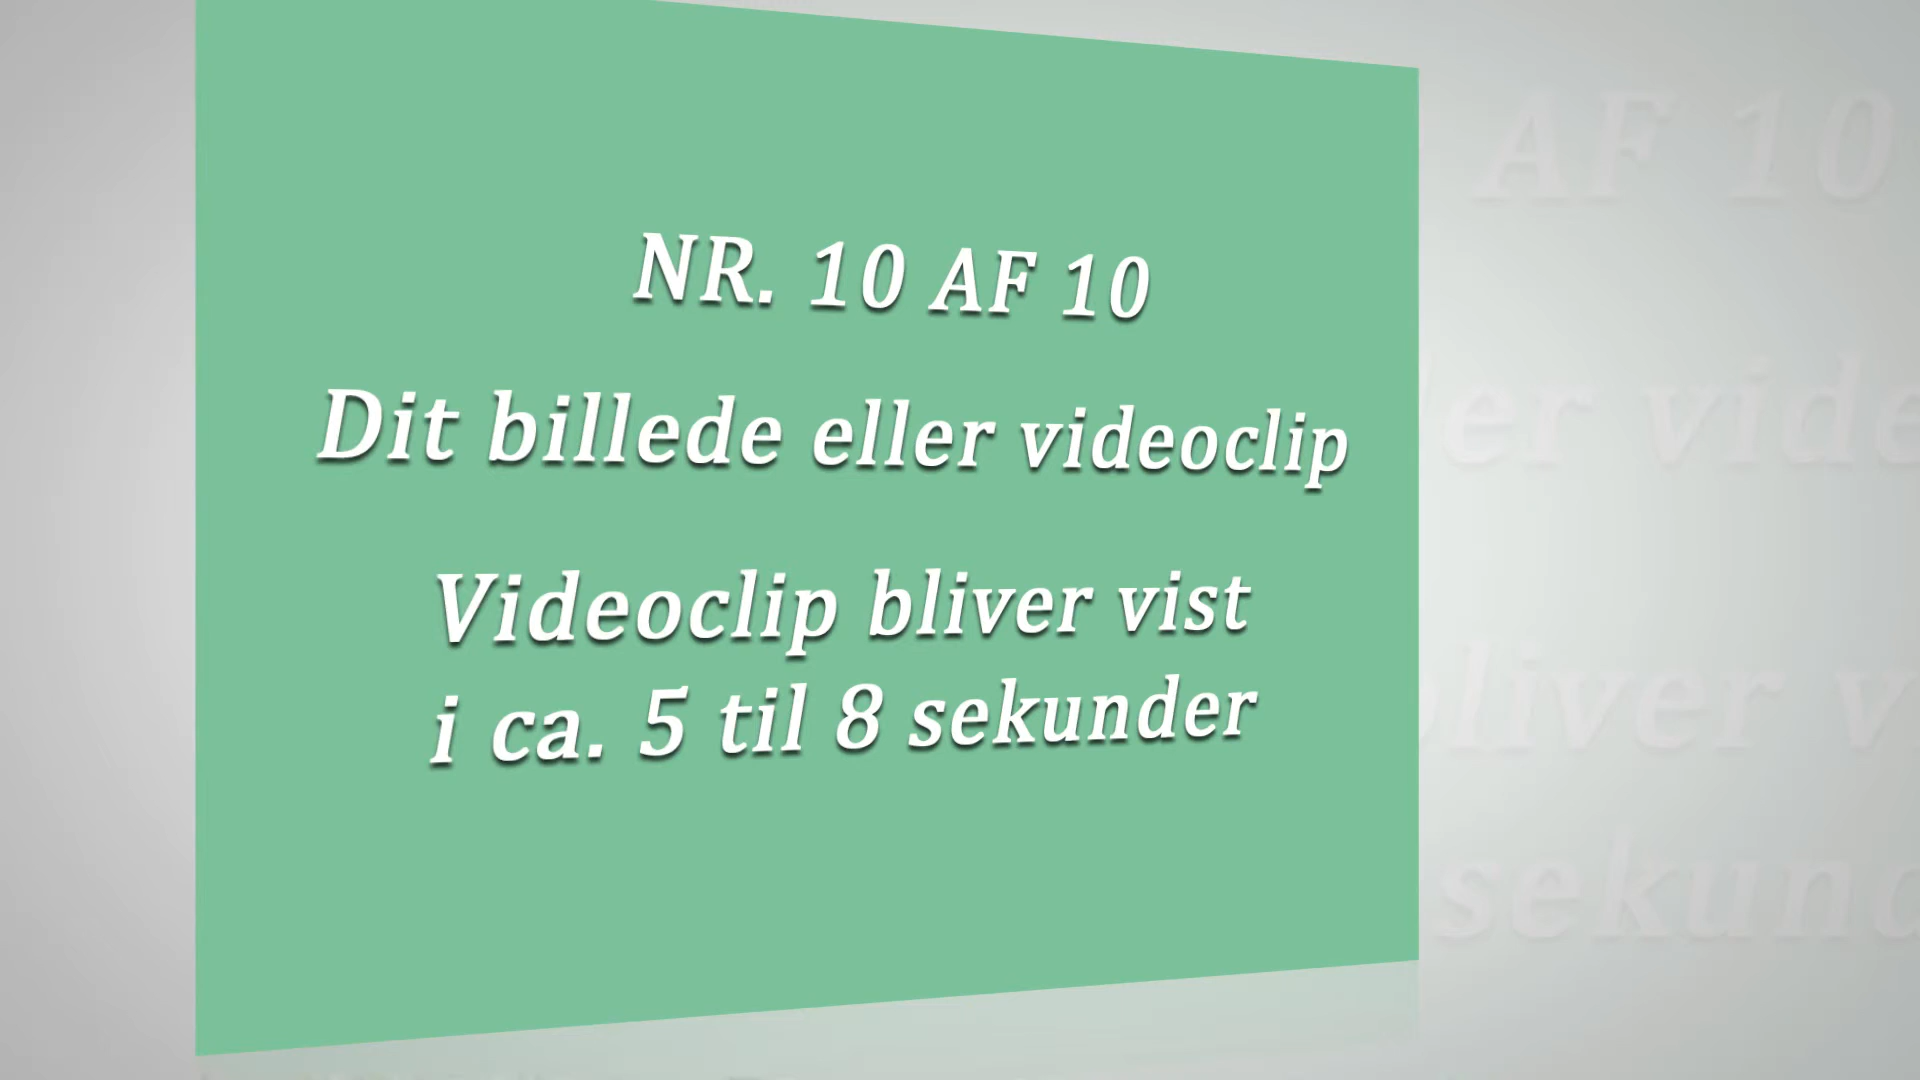 NR. 10 AF 10
Dit billede eller videoclip
Videoclip bliver vist
i ca. 5 til 8 sekunder